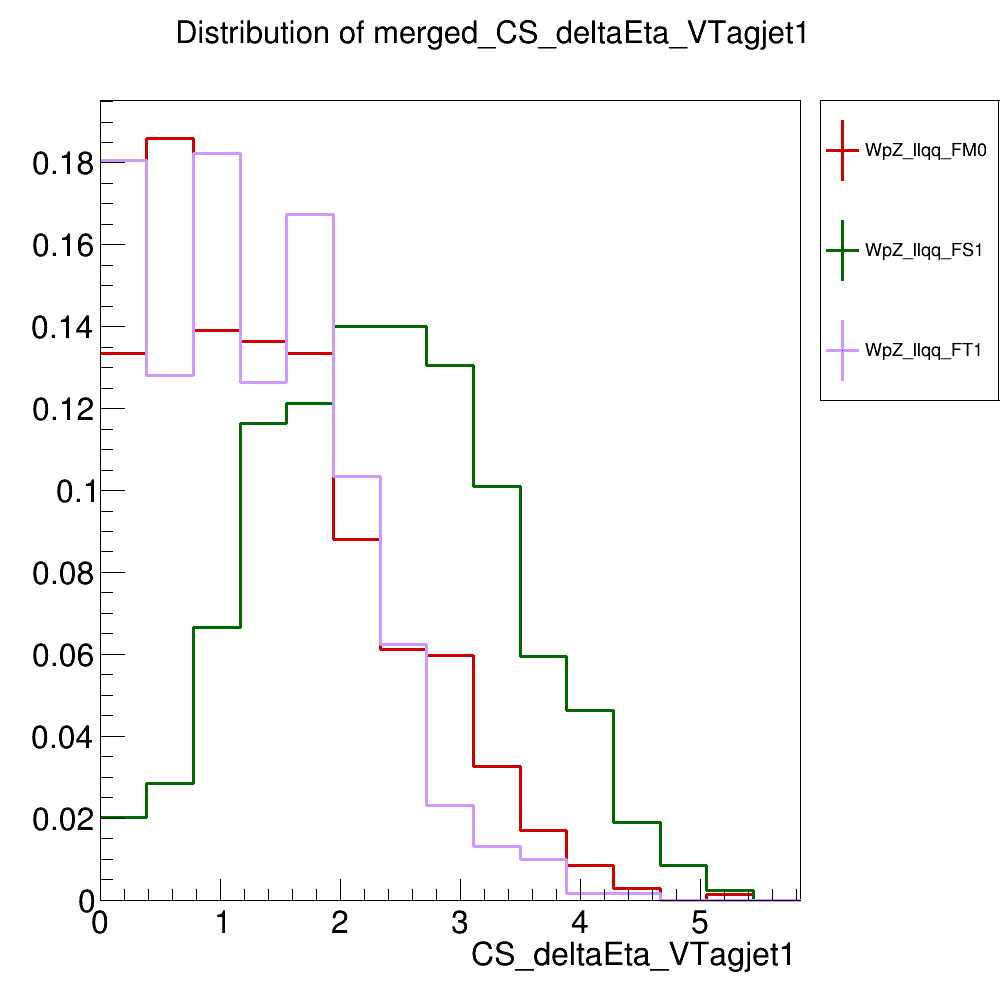 Distribution of merged_CS_deltaEta_VTagjet1
0.18
0.16
0.14
0.12
0.1
0.08
0.06
0.04
0.02
0
0 1 2 3 4 5
CS_deltaEta_VTagjet1
WpZ_llqq_FM0
WpZ_llqq_FS1
WpZ_llqq_FT1